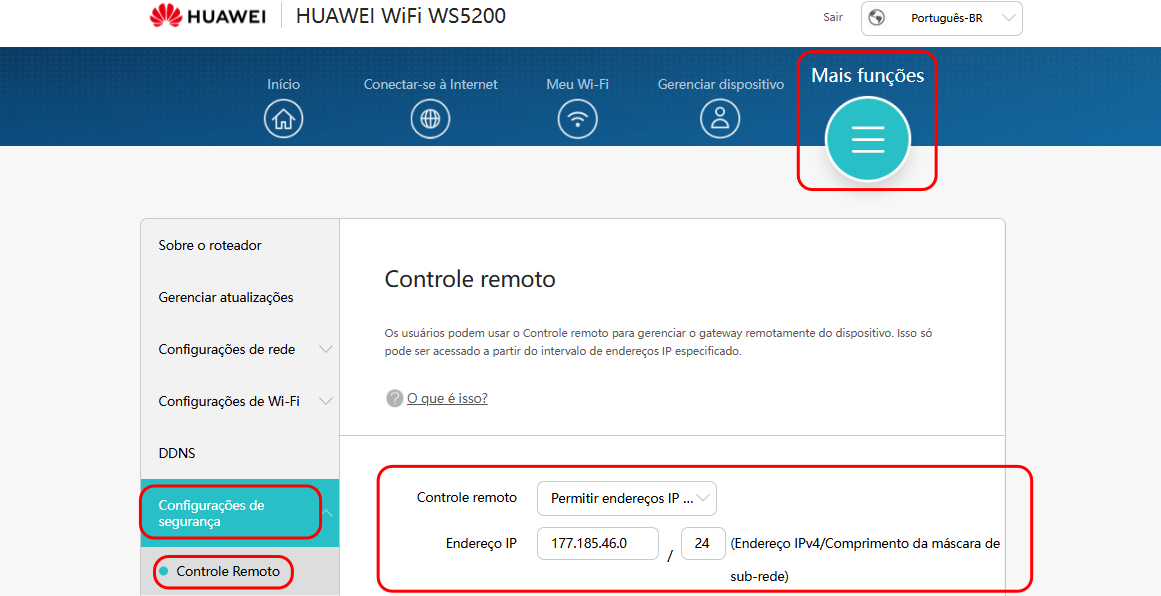 HUAWEI
HUAWEI WiFi WS5200
Sair
Português-BR
Início
Conectar-se à Internet
Meu Wi-Fi
Gerenciar dispositivo
Mais funções
Sobre o roteador
Gerenciar atualizações
Configurações de rede
Configurações de Wi-Fi
DDNS
Configurações de
segurança
Controle Remoto
Controle remoto
Os usuários podem usar o Controle remoto para gerenciar o gateway remotamente do dispositivo. Isso só
pode ser acessado a partir do intervalo de endereços IP especificado.
? O que é isso?
Controle remoto
Permitir endereços IP ...
Endereço IP
177.185.46.0 / 24 (Endereço IPv4/Comprimento da máscara de
sub-rede)